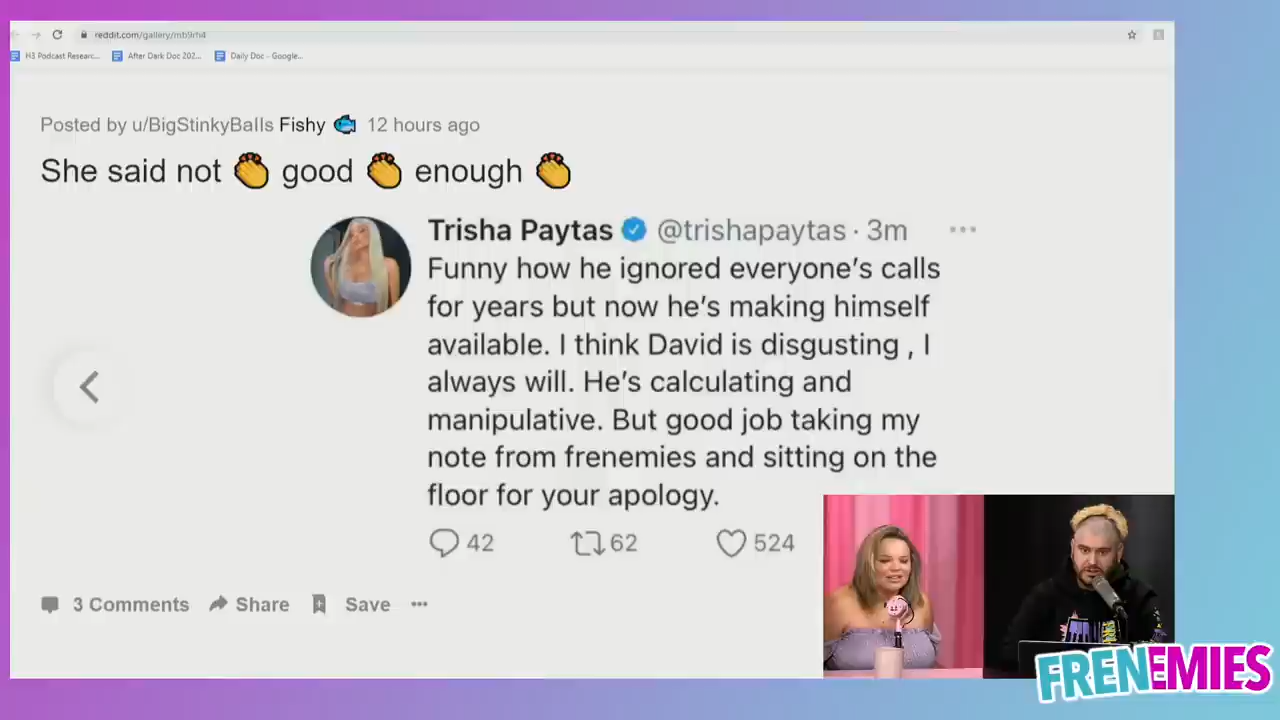 reddit.com/gallery/mb9rh4
H3 Podcast Researc... After Dark Doc 202... Daily Doc - Google...
Posted by u/BigStinkyBalls Fishy 🐟 12 hours ago
She said not 👏 good 👏 enough 👏
Trisha Paytas @trishapaytas · 3m ...
Funny how he ignored everyone's calls
for years but now he's making himself
available. I think David is disgusting , I
always will. He's calculating and
manipulative. But good job taking my
note from frenemies and sitting on the
floor for your apology.
42 62 524
3 Comments Share Save ...
FRENEMIES